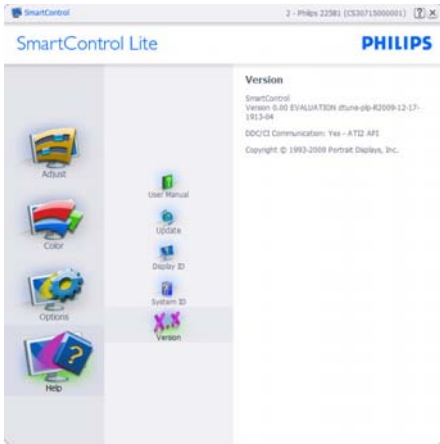 SmartControl
2 - Philips 225B1 (CS30715000001)
SmartControl Lite
PHILIPS
Adjust
Color
Options
Help
User Manual
Update
Display ID
System ID
Version
Version
SmartControl
Version 0.00 EVALUATION dtune-plp-R2009-12-17-
1913-04
DDC/CI Communication: Yes - ATI2 API
Copyright © 1993-2009 Portrait Displays, Inc.